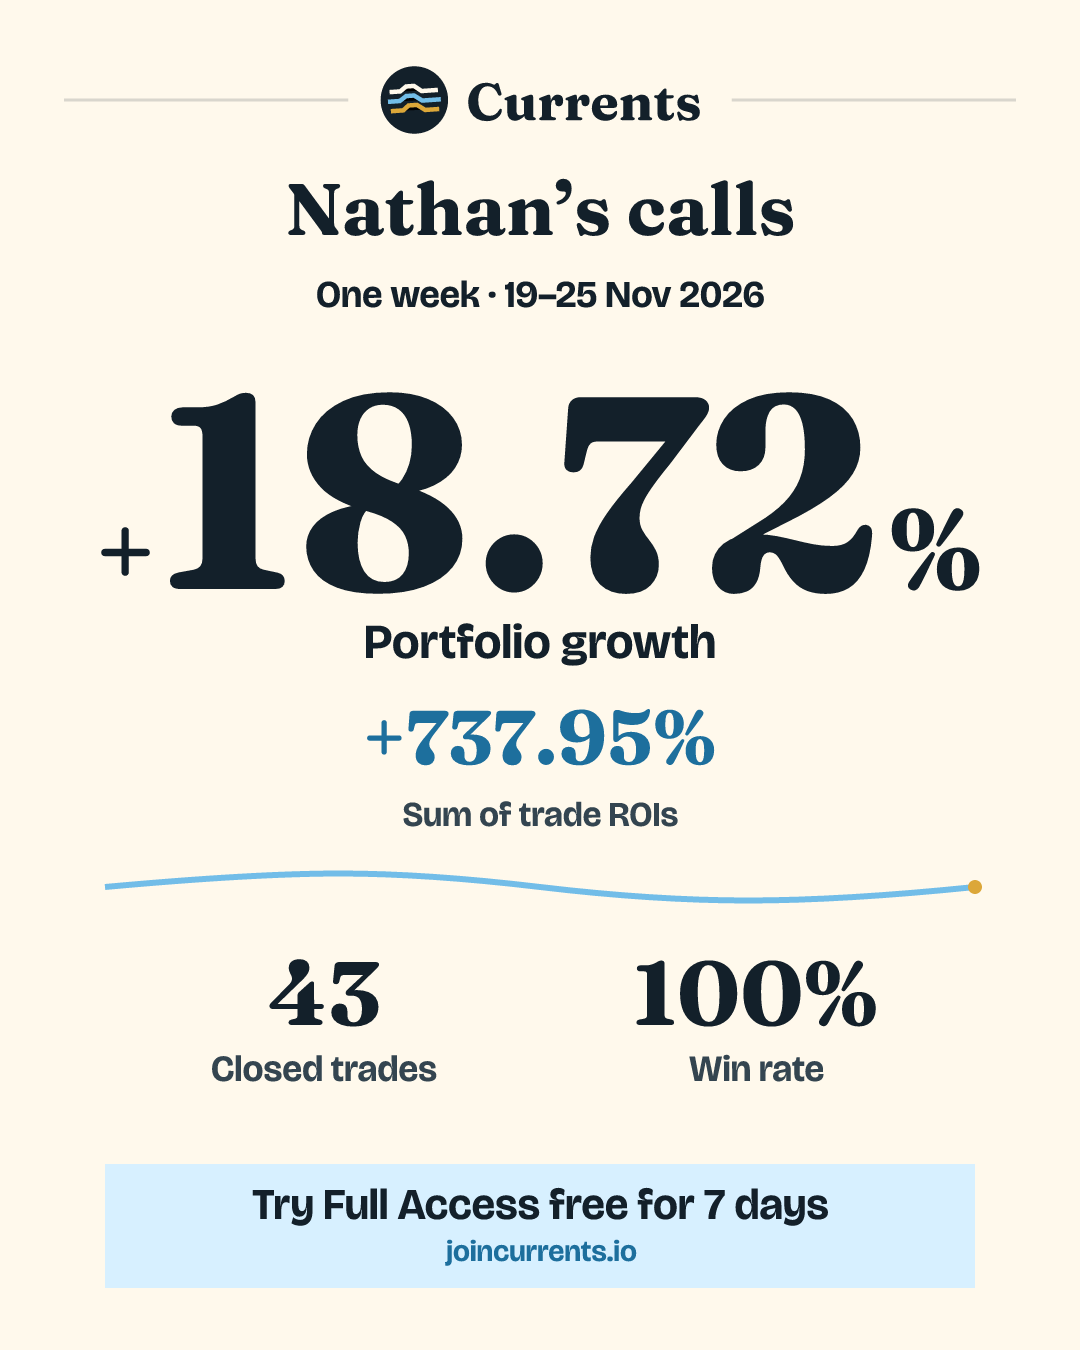 Currents
Nathan’s calls
One week · 19–25 Nov 2026
+18.72%
Portfolio growth
+737.95%
Sum of trade ROIs
43
Closed trades
100%
Win rate
Try Full Access free for 7 days
joincurrents.io